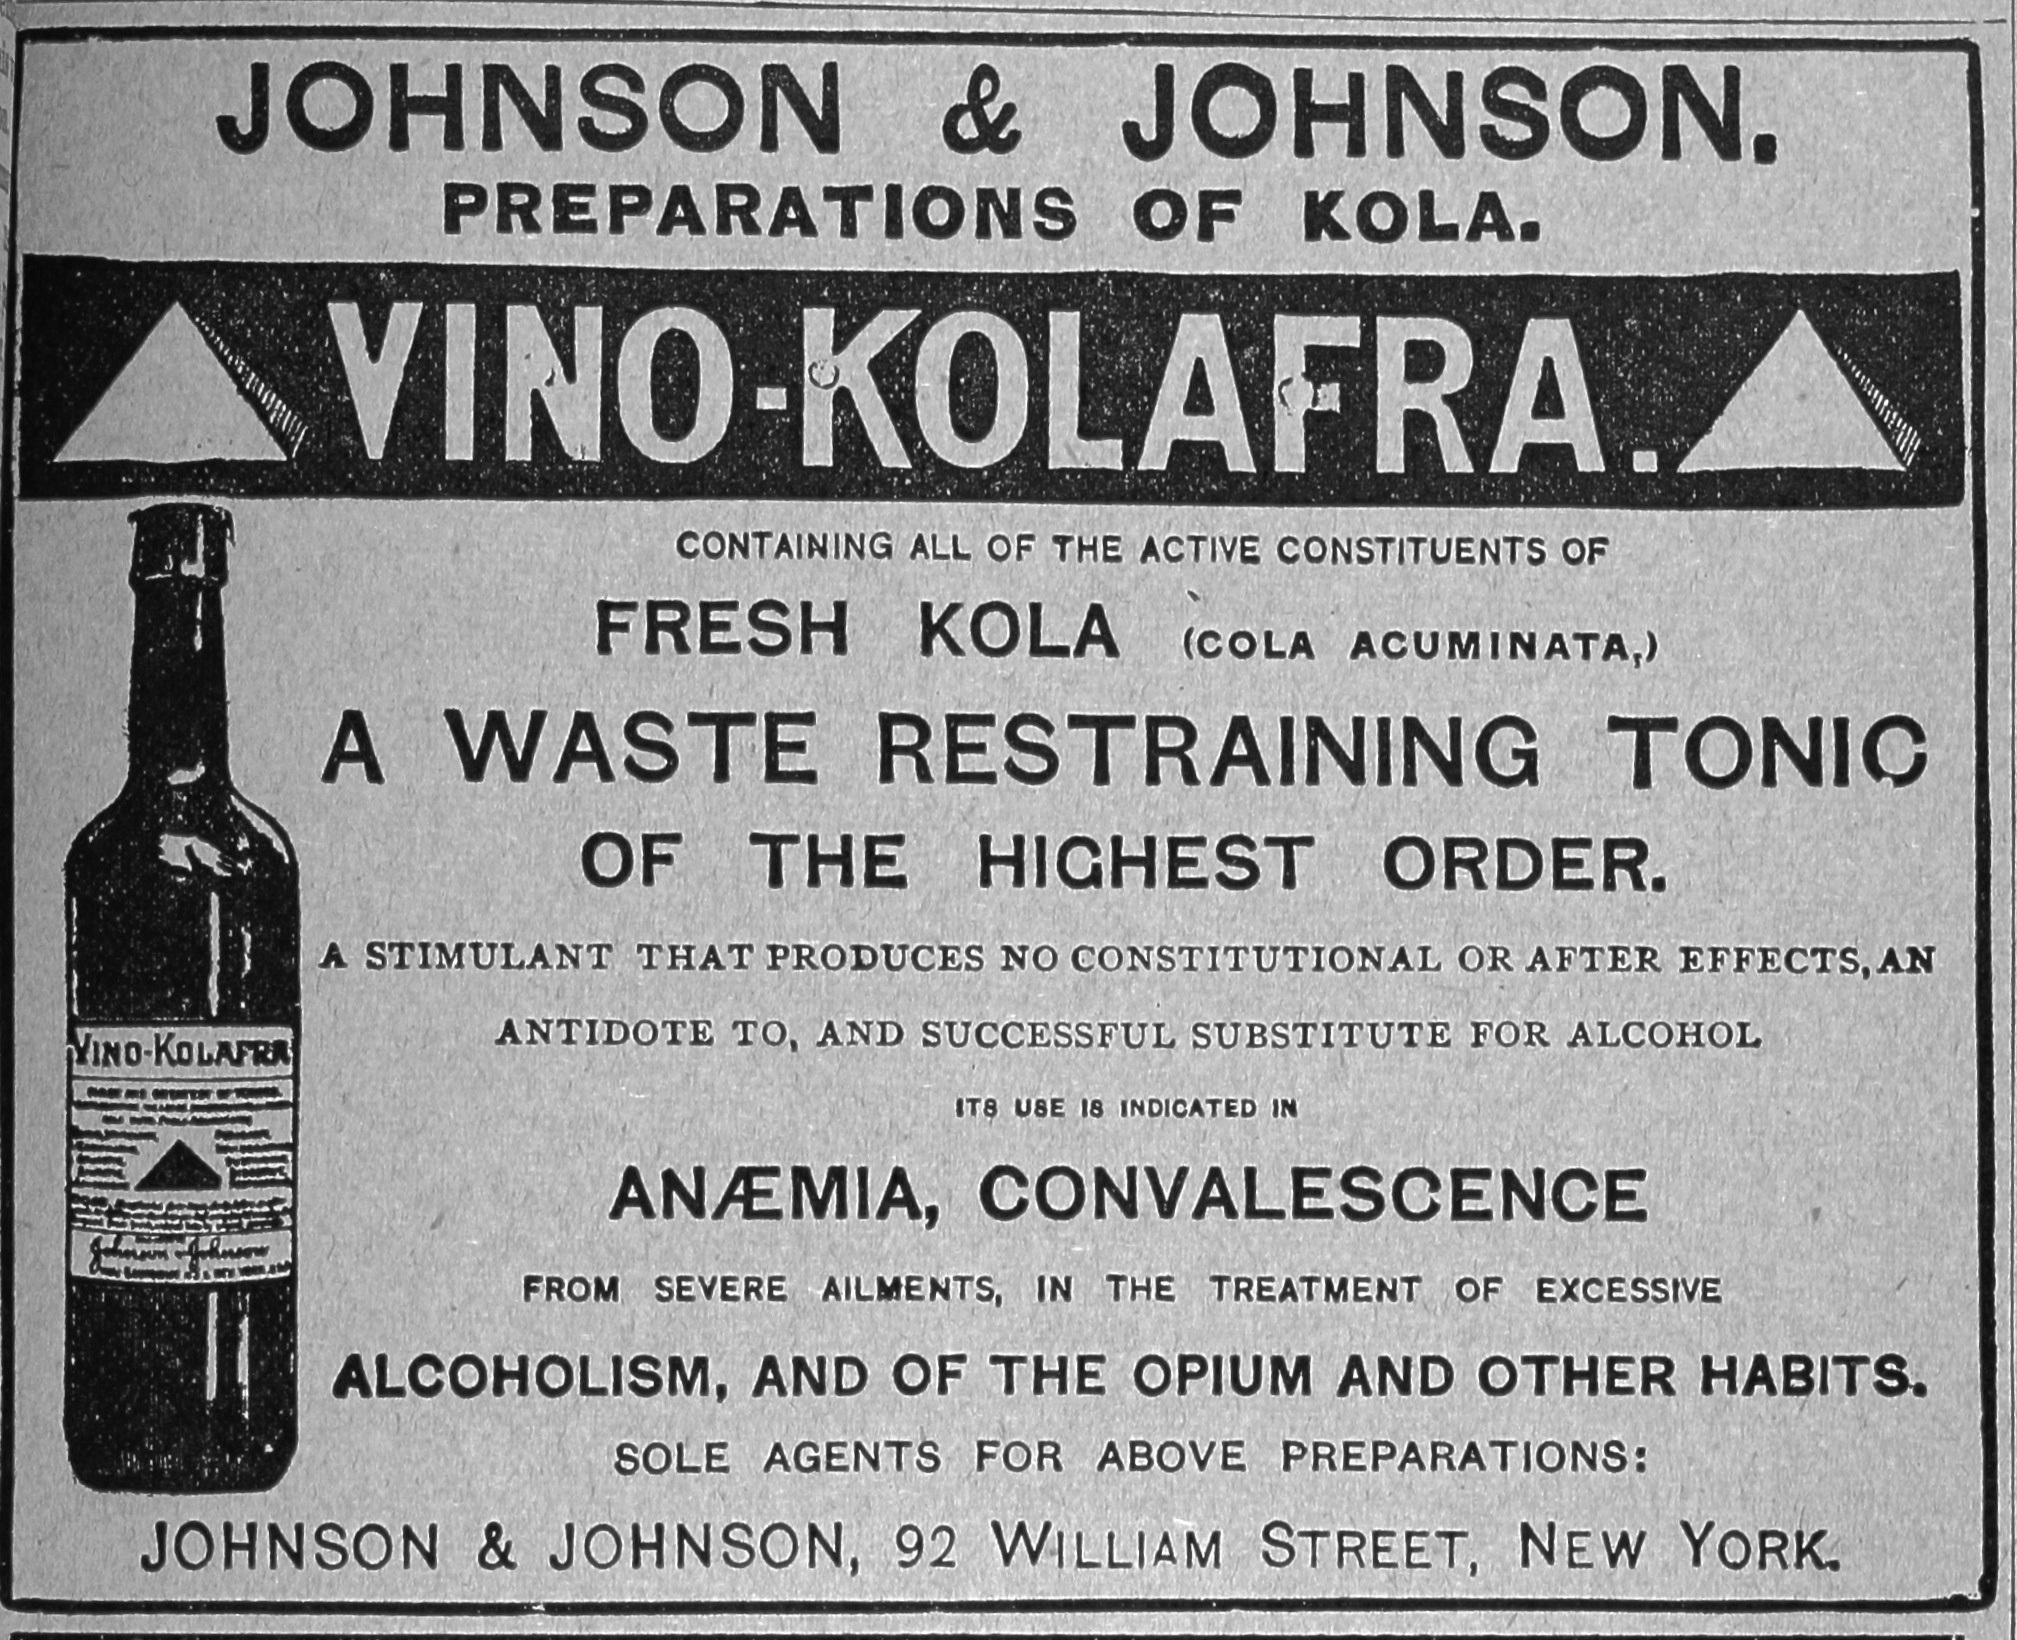 JOHNSON & JOHNSON.
PREPARATIONS OF KOLA.
VINO-KOLAFRA.
CONTAINING ALL OF THE ACTIVE CONSTITUENTS OF
FRESH KOLA (COLA ACUMINATA,)
A WASTE RESTRAINING TONIC
OF THE HIGHEST ORDER.
A STIMULANT THAT PRODUCES NO CONSTITUTIONAL OR AFTER EFFECTS, AN
ANTIDOTE TO, AND SUCCESSFUL SUBSTITUTE FOR ALCOHOL
ITS USE IS INDICATED IN
ANÆMIA, CONVALESCENCE
FROM SEVERE AILMENTS, IN THE TREATMENT OF EXCESSIVE
ALCOHOLISM, AND OF THE OPIUM AND OTHER HABITS.
SOLE AGENTS FOR ABOVE PREPARATIONS:
JOHNSON & JOHNSON, 92 WILLIAM STREET, NEW YORK.
VINO-KOLAFRA
Johnson & Johnson